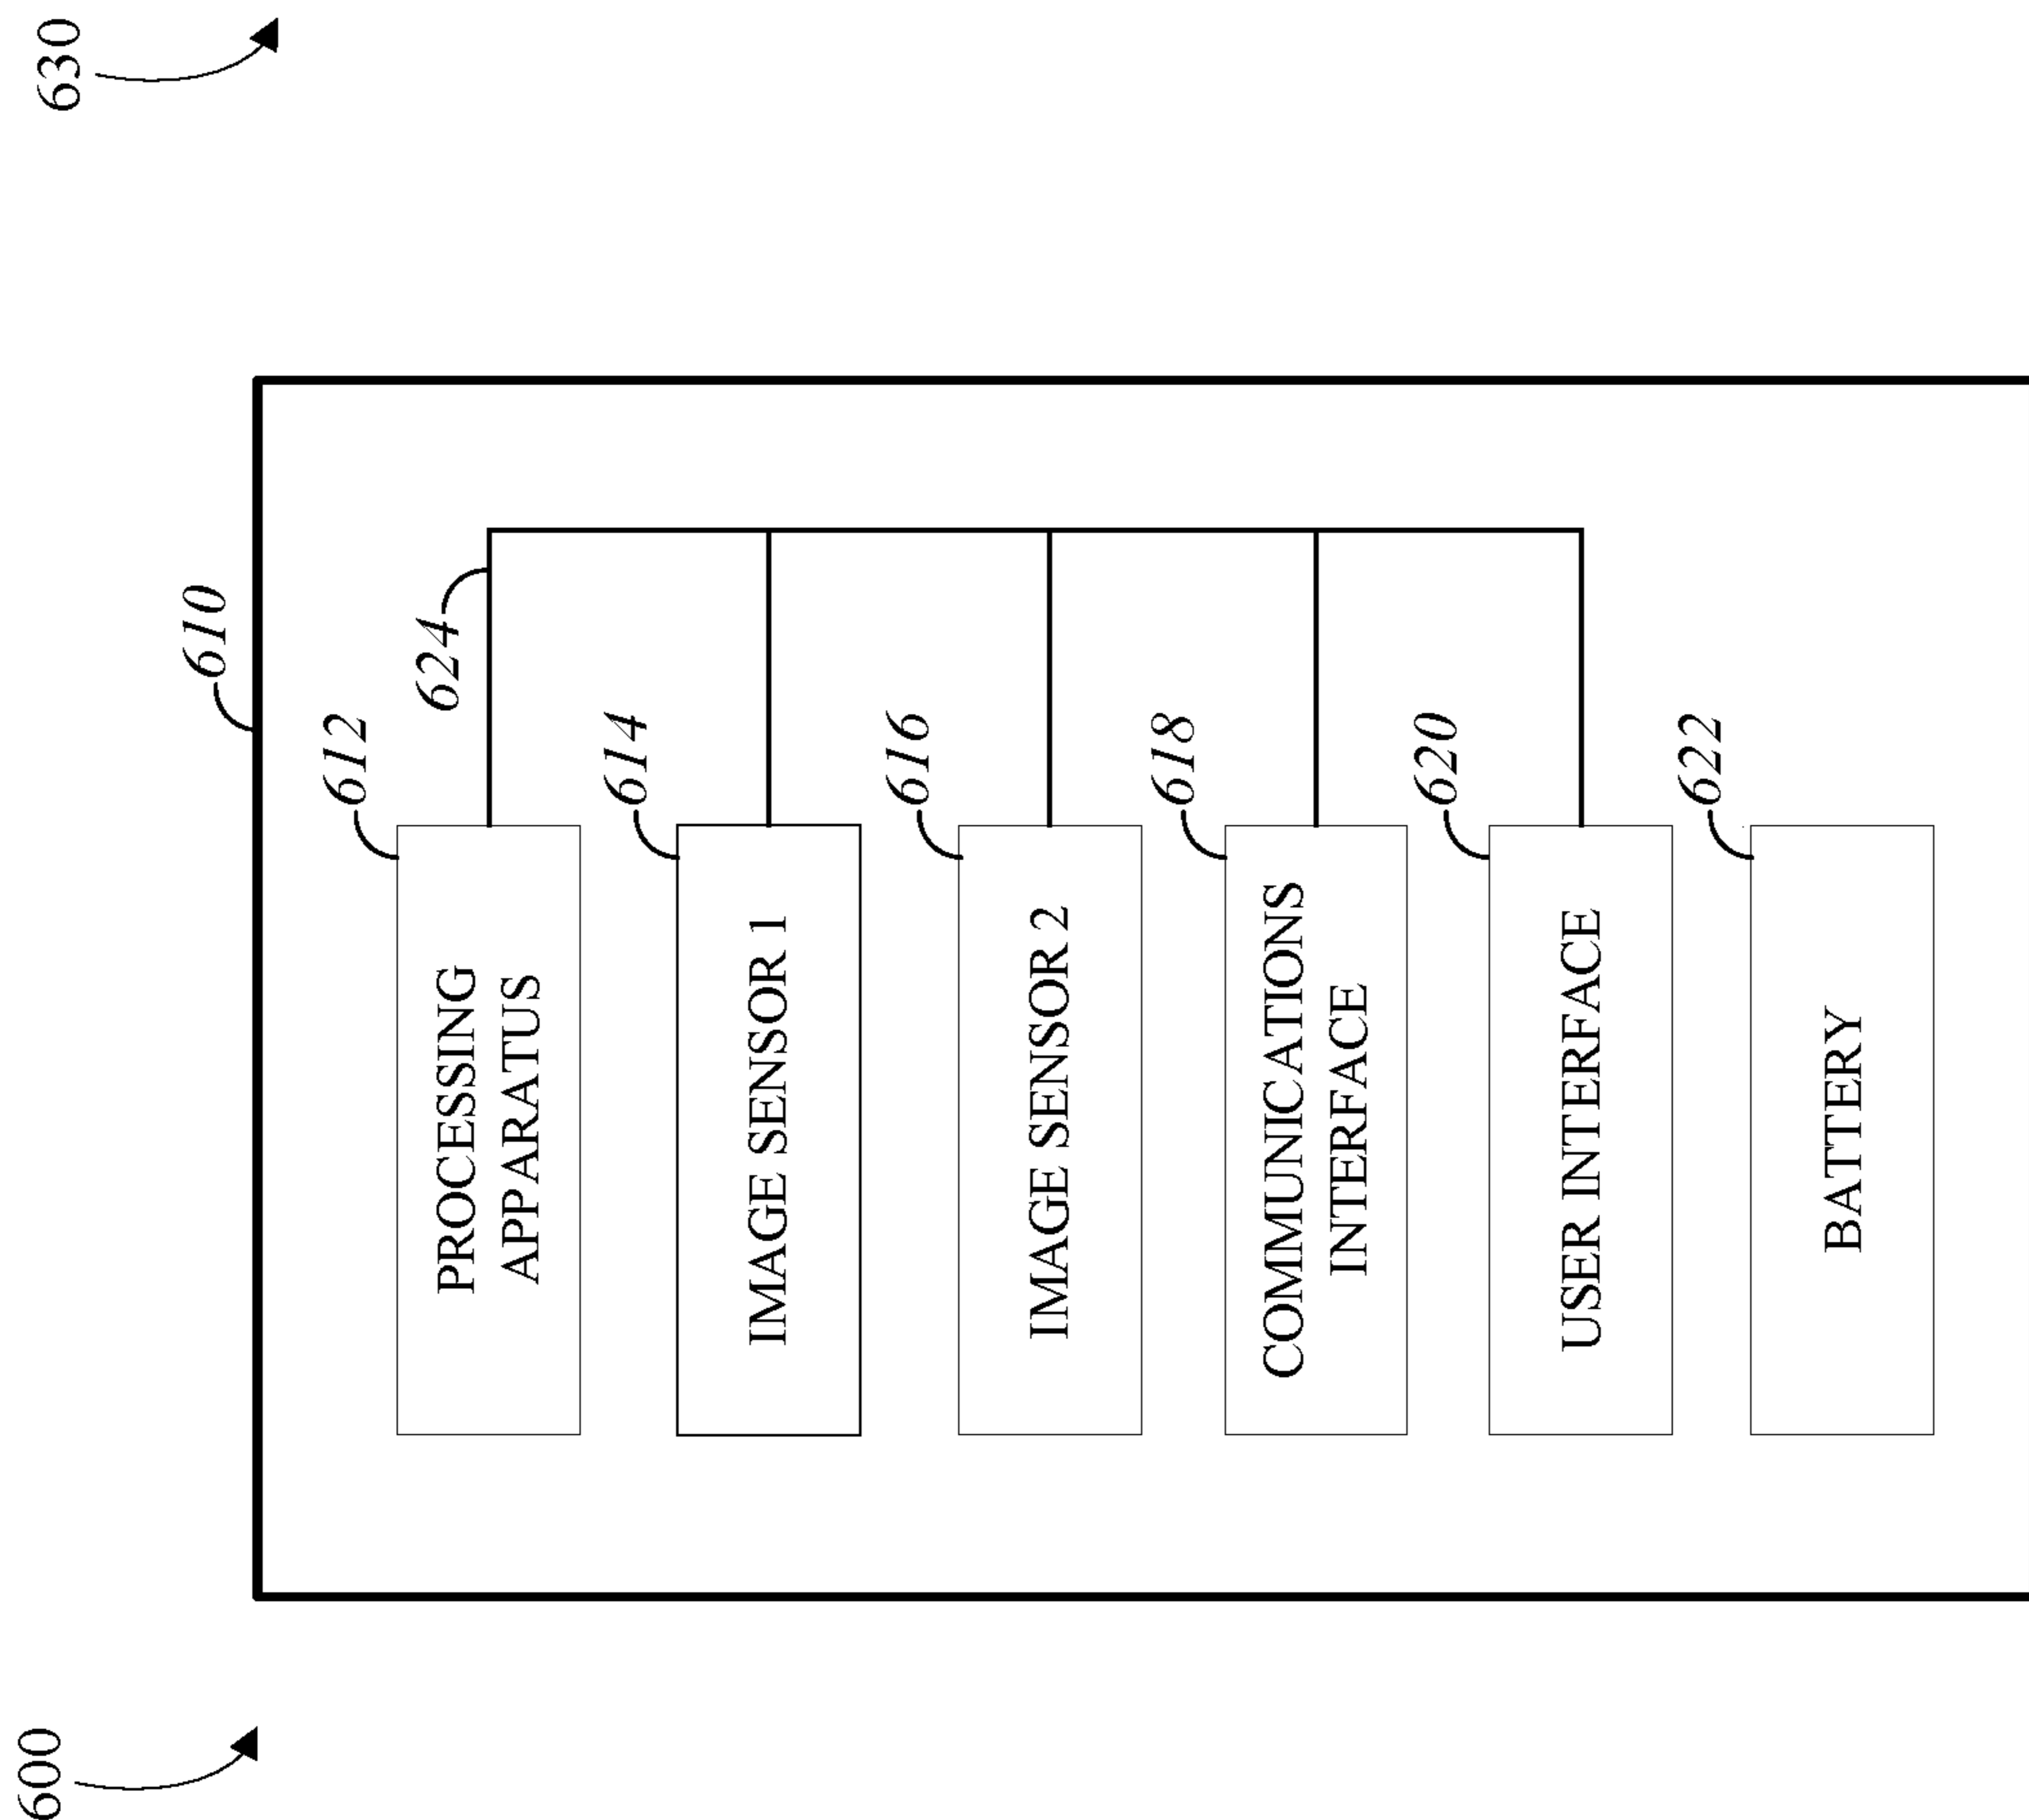 600
630
610
612
624
PROCESSING
APPARATUS
614
IMAGE SENSOR 1
616
IMAGE SENSOR 2
618
COMMUNICATIONS
INTERFACE
620
USER INTERFACE
622
BATTERY